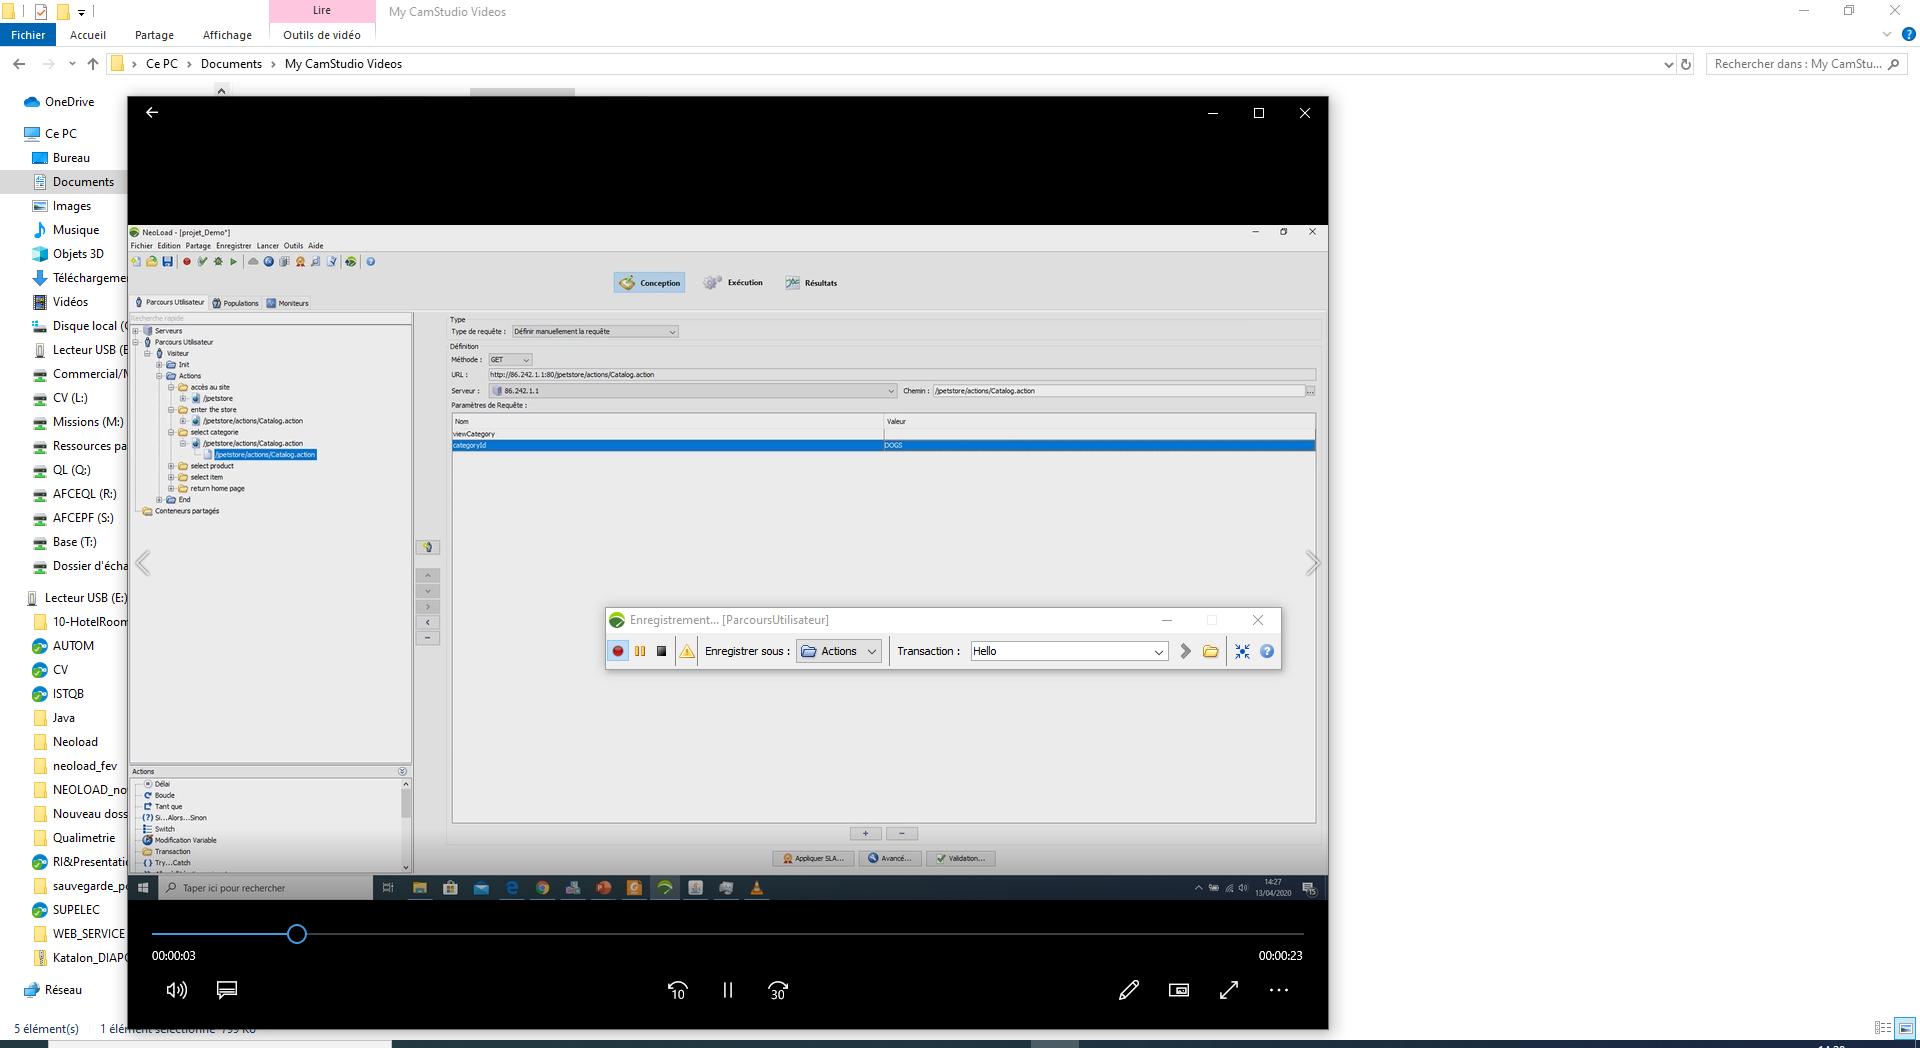 Lire
My CamStudio Videos
Fichier
Accueil
Partage
Affichage
Outils de vidéo
Ce PC
Documents
My CamStudio Videos
Rechercher dans : My CamStu...
OneDrive
Ce PC
Bureau
Documents
Images
Musique
Objets 3D
Téléchargeme
Vidéos
Disque local (
Lecteur USB (E
Commercial/M
CV (L:)
Missions (M:)
Ressources pa
QL (Q:)
AFCEQL (R:)
AFCEPF (S:)
Base (T:)
Dossier d'écha
Lecteur USB (E:)
10-HotelRoom
AUTOM
CV
ISTQB
Java
Neoload
neoload_fev
NEOLOAD_no
Nouveau doss
Qualimetrie
RI&Presentati
sauvegarde_p
SUPELEC
WEB_SERVICE
Katalon_DIAPO
Réseau
5 élément(s)
1 élément sélectionné 799 Ko
NeoLoad - [projet_Demo*]
Fichier Edition Partage Enregistrer Lancer Outils Aide
Conception
Exécution
Résultats
Parcours Utilisateur
Populations
Moniteurs
Recherche rapide
Serveurs
Parcours Utilisateur
Visiteur
Init
Actions
accès au site
/jpetstore
enter the store
/jpetstore/actions/Catalog.action
select categorie
/jpetstore/actions/Catalog.action
/jpetstore/actions/Catalog.action
select product
select item
return home page
End
Conteneurs partagés
Type
Type de requête : Définir manuellement la requête
Définition
Méthode : GET
URL : http://86.242.1.1:80/jpetstore/actions/Catalog.action
Serveur : 86.242.1.1
Chemin : /jpetstore/actions/Catalog.action
...
Paramètres de Requête :
Nom Valeur
viewCategory
categoryId DOGS
Enregistrement... [ParcoursUtilisateur]
Enregistrer sous : Actions
Transaction : Hello
Actions
Délai
Boucle
Tant que
Si...Alors...Sinon
Switch
Modification Variable
Transaction
Try...Catch
+ −
Appliquer SLA...
Avancé...
Validation...
Taper ici pour rechercher
14:27
13/04/2020
15
00:00:03
00:00:23
10
30